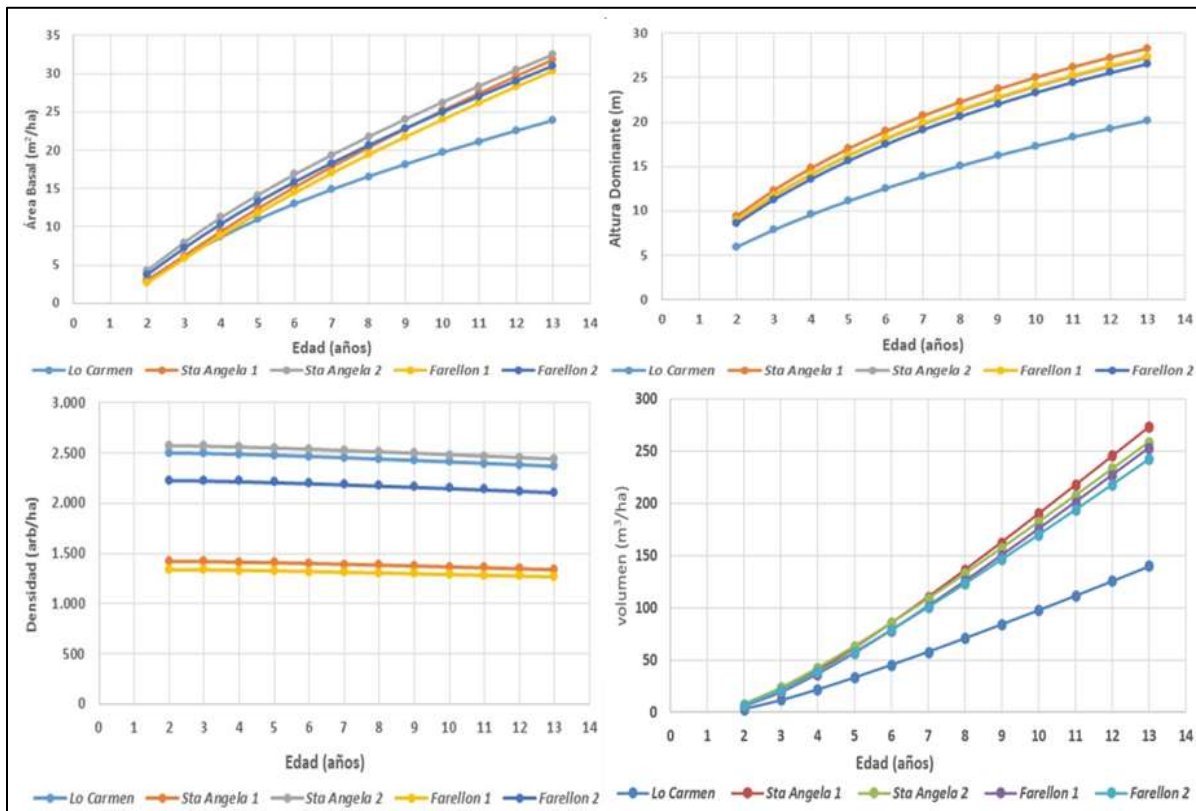 35
30
25
20
15
10
5
0
Área Basal (m²/ha)
0 1 2 3 4 5 6 7 8 9 10 11 12 13 14
Edad (años)
Lo Carmen Sta Angela 1 Sta Angela 2 Farellon 1 Farellon 2
30
25
20
15
10
5
0
Altura Dominante (m)
0 1 2 3 4 5 6 7 8 9 10 11 12 13 14
Edad (años)
Lo Carmen Sta Angela 1 Sta Angela 2 Farellon 1 Farellon 2
3.000
2.500
2.000
1.500
1.000
500
0
Densidad (arb/ha)
0 1 2 3 4 5 6 7 8 9 10 11 12 13 14
Edad (años)
Lo Carmen Sta Angela 1 Sta Angela 2 Farellon 1 Farellon 2
300
250
200
150
100
50
0
volumen (m³/ha)
0 1 2 3 4 5 6 7 8 9 10 11 12 13 14
Edad (años)
Lo Carmen Sta Angela 1 Sta Angela 2 Farellon 1 Farellon 2